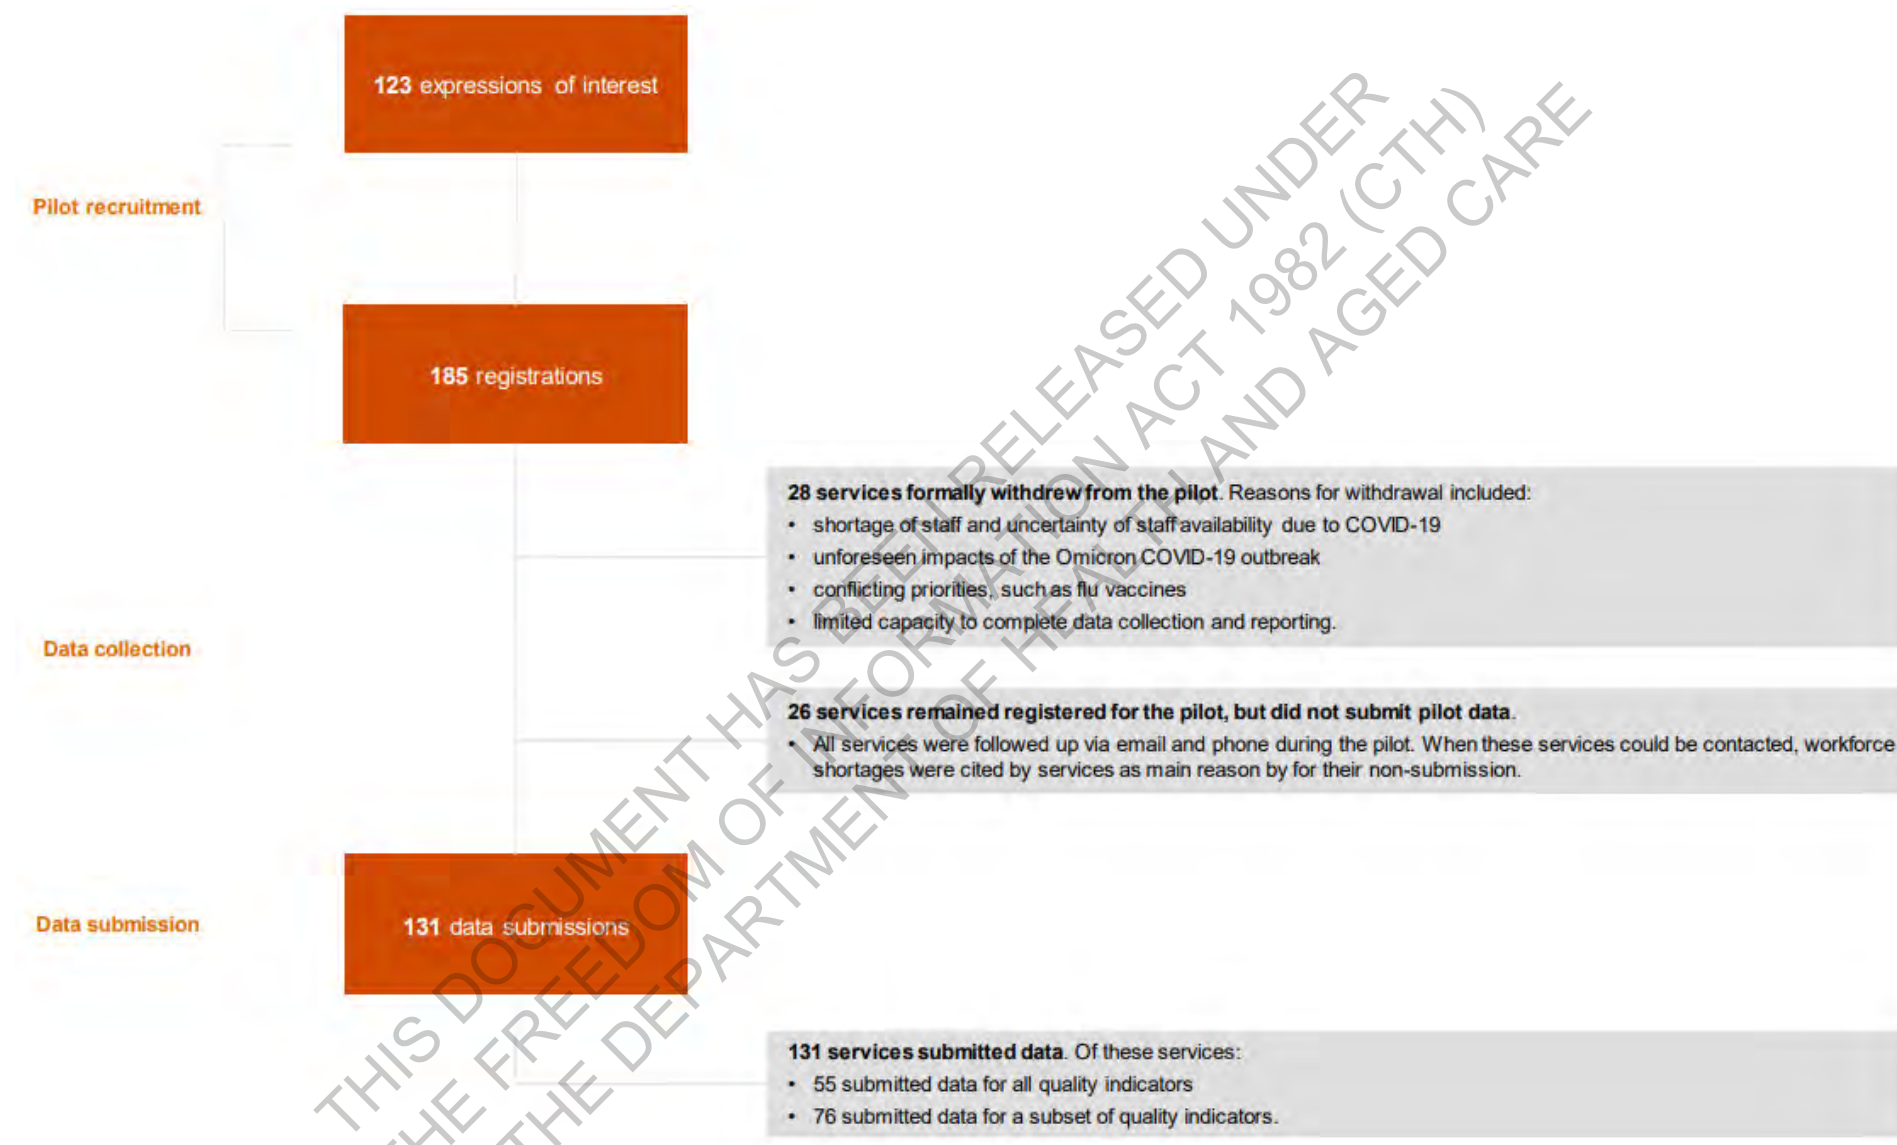 123 expressions of interest
Pilot recruitment
185 registrations
28 services formally withdrew from the pilot. Reasons for withdrawal included:
• shortage of staff and uncertainty of staff availability due to COVID-19
• unforeseen impacts of the Omicron COVID-19 outbreak
• conflicting priorities, such as flu vaccines
• limited capacity to complete data collection and reporting.
Data collection
26 services remained registered for the pilot, but did not submit pilot data.
• All services were followed up via email and phone during the pilot. When these services could be contacted, workforce
shortages were cited by services as main reason by for their non-submission.
Data submission
131 data submissions
131 services submitted data. Of these services:
• 55 submitted data for all quality indicators
• 76 submitted data for a subset of quality indicators.
THIS DOCUMENT HAS BEEN RELEASED UNDER
THE FREEDOM OF INFORMATION ACT 1982 (CTH)
THE DEPARTMENT OF HEALTH AND AGED CARE